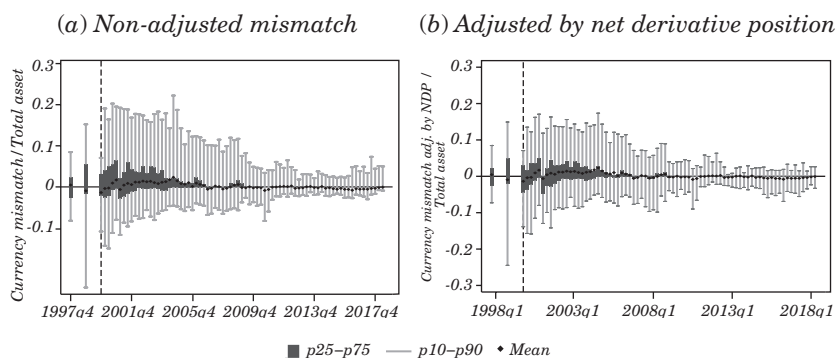 (a) Non-adjusted mismatch
(b) Adjusted by net derivative position
Currency mismatch/Total asset
0.3
0.2
0.1
0
-0.1
1997q4
2001q4
2005q4
2009q4
2013q4
2017q4
Currency mismatch adj. by NDP /
Total asset
0.3
0.2
0.1
0
-0.1
-0.2
-0.3
1998q1
2003q1
2008q1
2013q1
2018q1
p25–p75 p10–p90 Mean